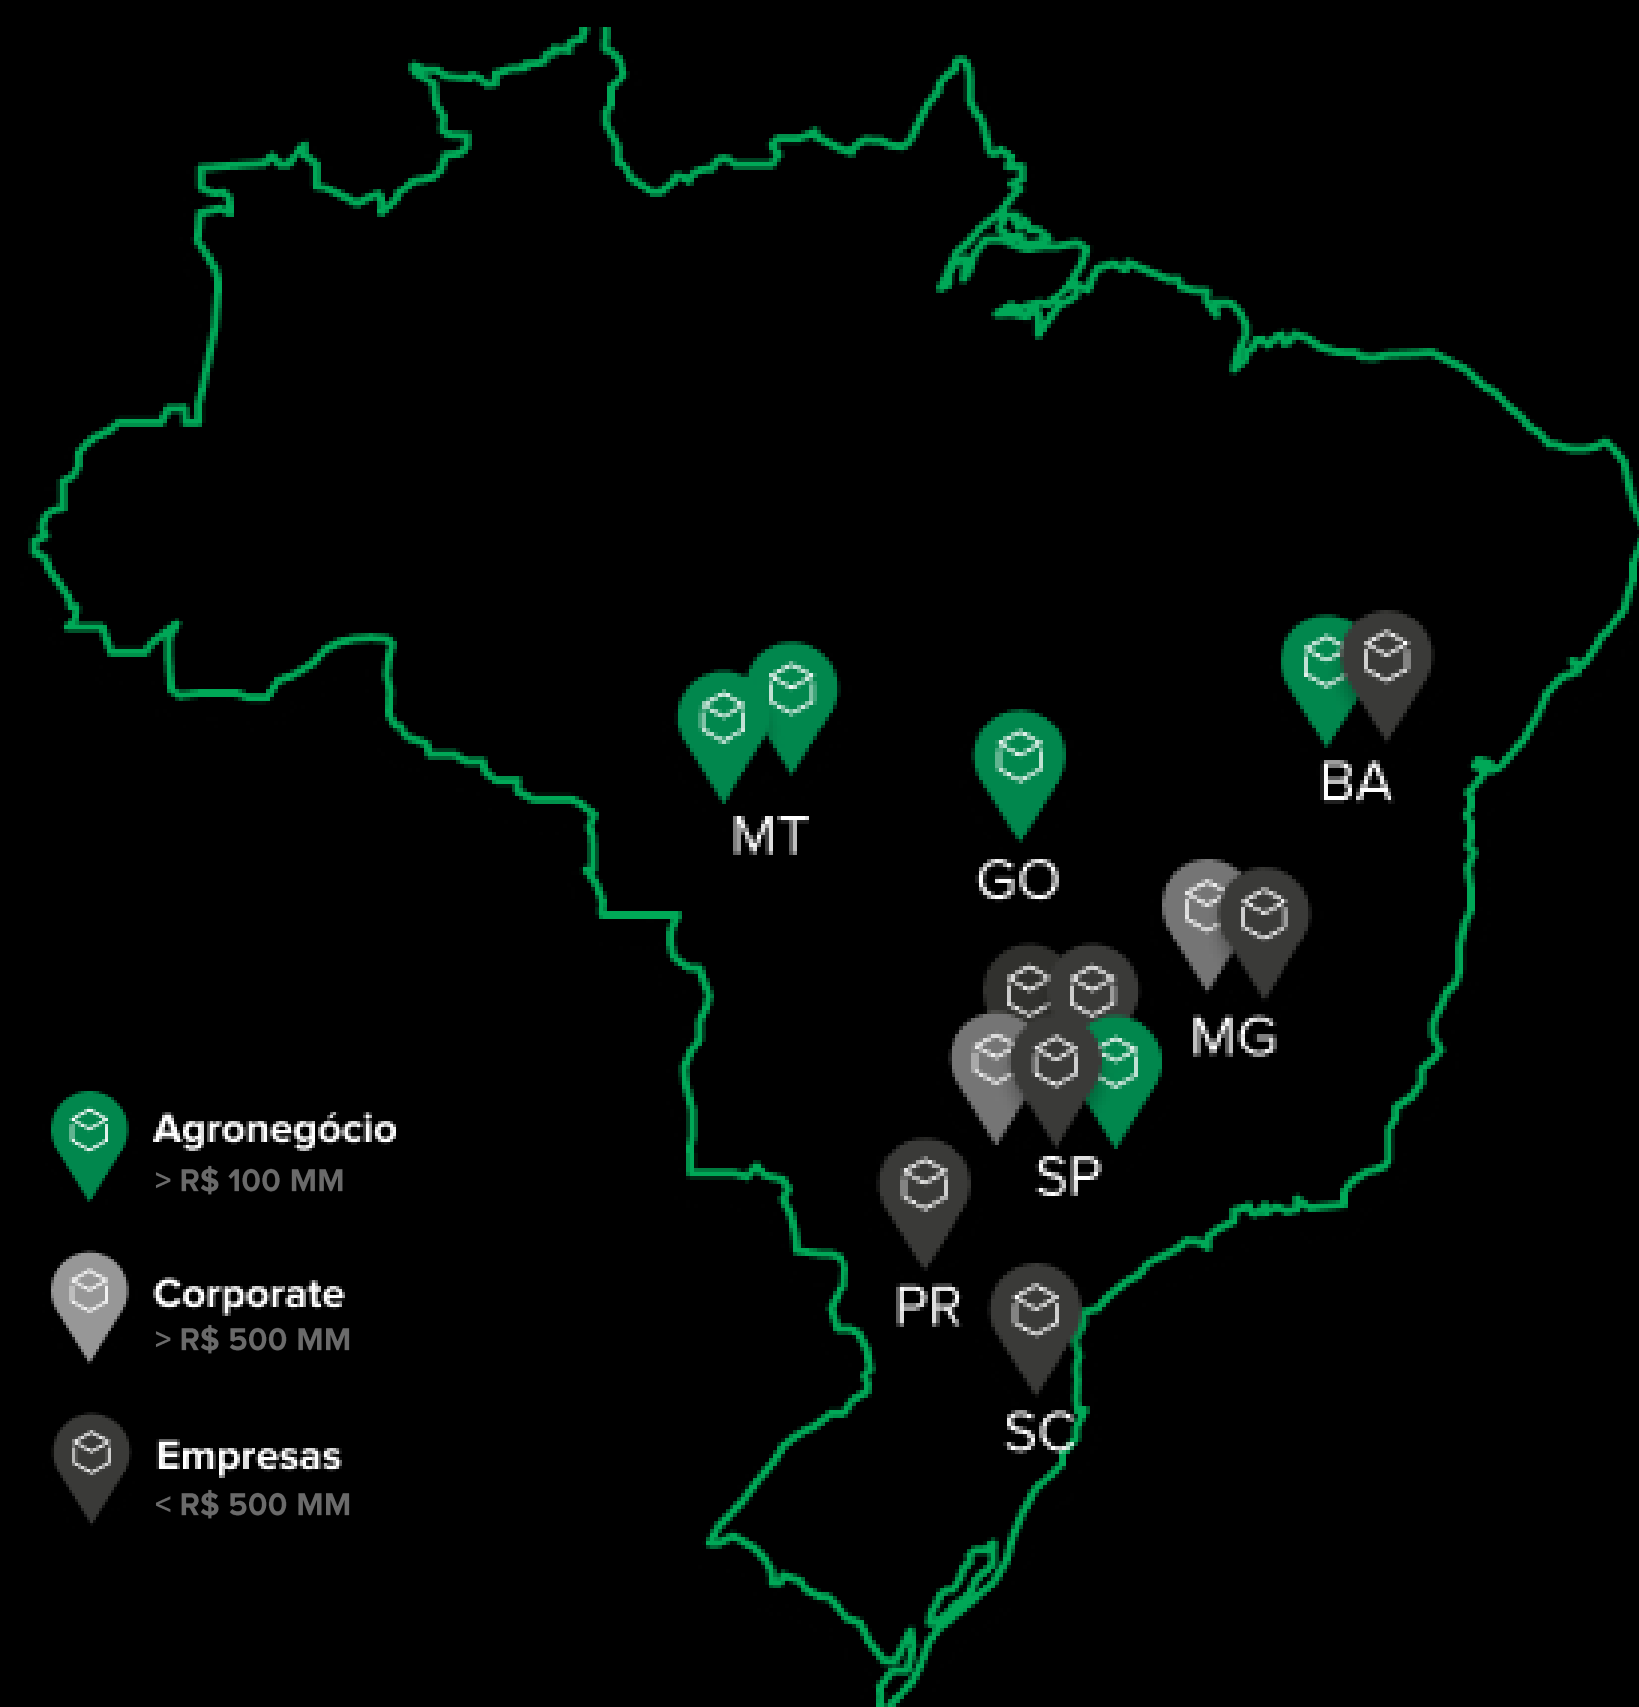 BA
MT
GO
MG
SP
PR
SC
Agronegócio
> R$ 100 MM
Corporate
> R$ 500 MM
Empresas
< R$ 500 MM